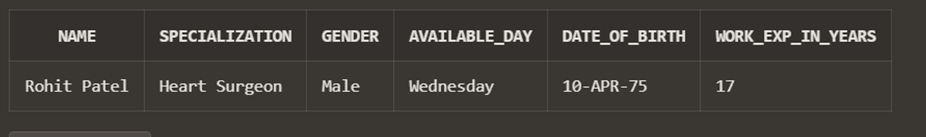 NAME SPECIALIZATION GENDER AVAILABLE_DAY DATE_OF_BIRTH WORK_EXP_IN_YEARS
Rohit Patel Heart Surgeon Male Wednesday 10-APR-75 17